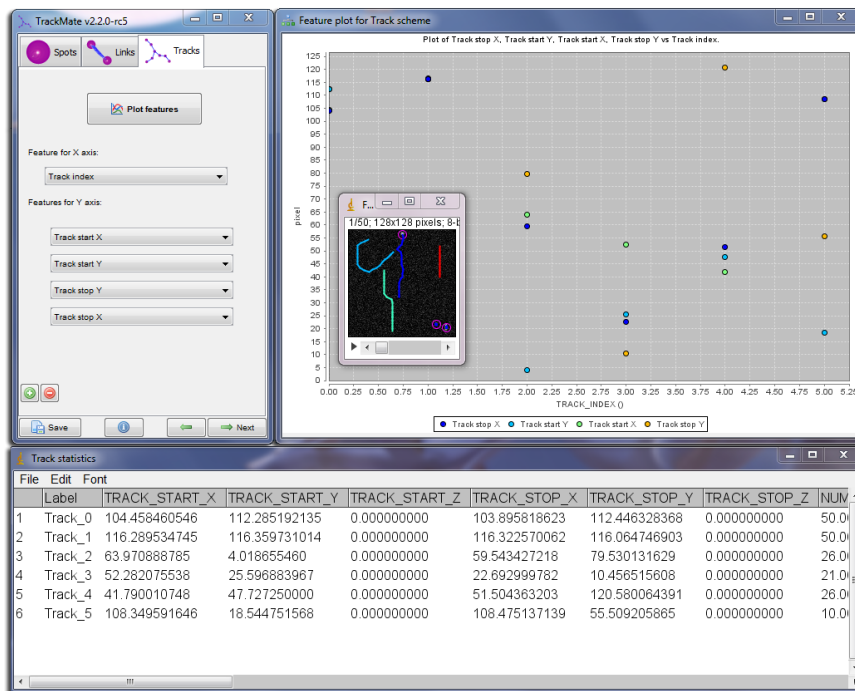 TrackMate v2.2.0-rc5
Spots Links Tracks
Plot features
Feature for X axis:
Track index
Features for Y axis:
Track start X
Track start Y
Track stop Y
Track stop X
Save Next
Feature plot for Track scheme
Plot of Track stop X, Track start Y, Track start X, Track stop Y vs Track index.
125
120
115
110
105
100
95
90
85
80
75
70
65
60
55
50
45
40
35
30
25
20
15
10
5
0
pixel
0.00 0.25 0.50 0.75 1.00 1.25 1.50 1.75 2.00 2.25 2.50 2.75 3.00 3.25 3.50 3.75 4.00 4.25 4.50 4.75 5.00 5.25
TRACK_INDEX ()
Track stop X Track start Y Track start X Track stop Y
F...
1/50; 128x128 pixels; 8-b
Track statistics
File Edit Font
Label TRACK_START_X TRACK_START_Y TRACK_START_Z TRACK_STOP_X TRACK_STOP_Y TRACK_STOP_Z NUM
1 Track_0 104.458460546 112.285192135 0.000000000 103.895818623 112.446328368 0.000000000 50.00
2 Track_1 116.289534745 116.359731014 0.000000000 116.322570062 116.064746903 0.000000000 50.00
3 Track_2 63.970888785 4.018655460 0.000000000 59.543427218 79.530131629 0.000000000 26.00
4 Track_3 52.282075538 25.596883967 0.000000000 22.692999782 10.456515608 0.000000000 21.00
5 Track_4 41.790010748 47.727250000 0.000000000 51.504363203 120.580064391 0.000000000 26.00
6 Track_5 108.349591646 18.544751568 0.000000000 108.475137139 55.509205865 0.000000000 10.00